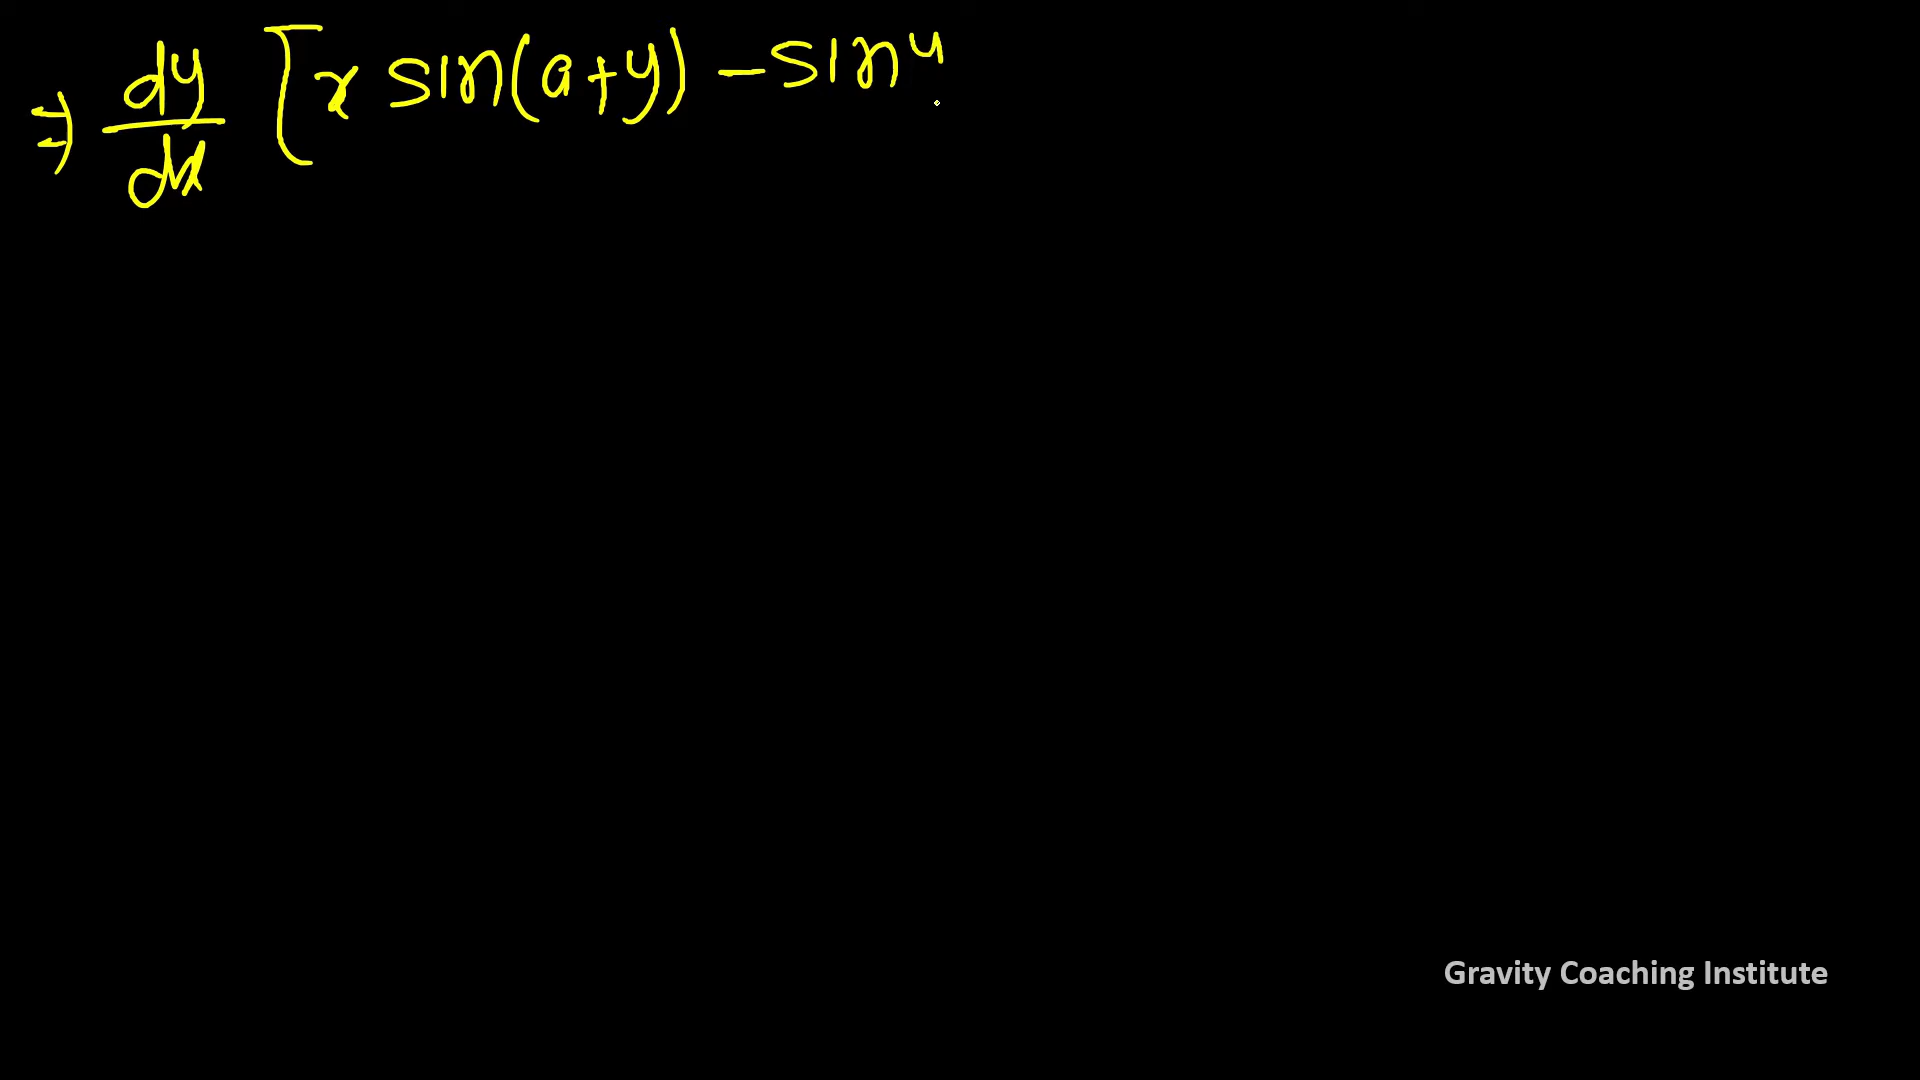 ⇒ dy/dx [x sin(a+y) - sin y
Gravity Coaching Institute